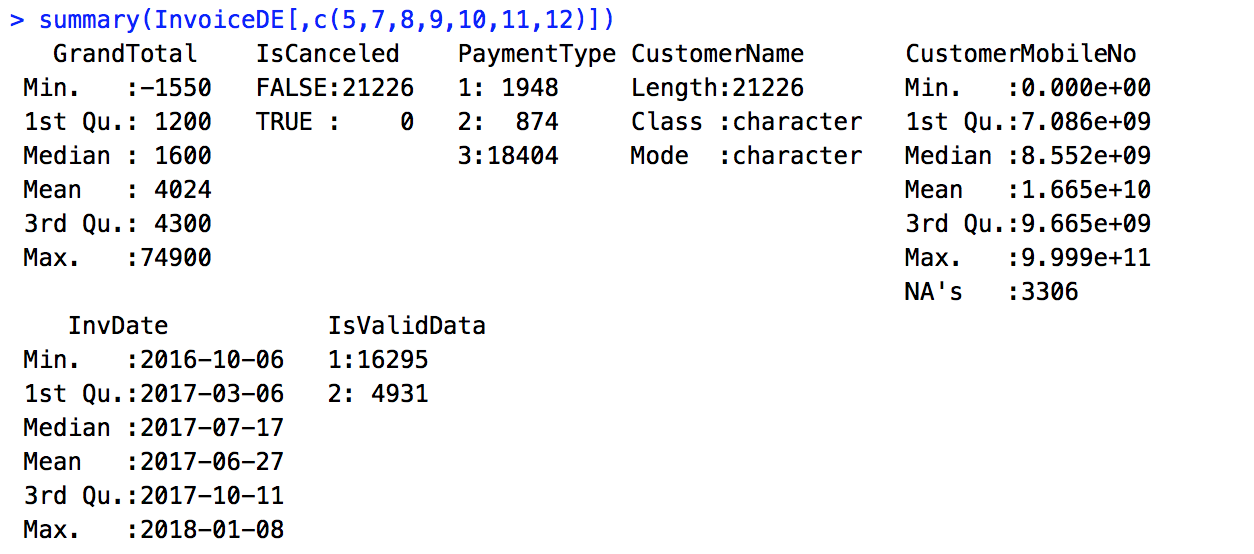 > summary(InvoiceDE[,c(5,7,8,9,10,11,12)])
   GrandTotal    IsCanceled    PaymentType CustomerName       CustomerMobileNo
 Min.   :-1550   FALSE:21226   1: 1948     Length:21226       Min.   :0.000e+00
 1st Qu.: 1200   TRUE :    0   2:  874     Class :character   1st Qu.:7.086e+09
 Median : 1600                 3:18404     Mode  :character   Median :8.552e+09
 Mean   : 4024                                                Mean   :1.665e+10
 3rd Qu.: 4300                                                3rd Qu.:9.665e+09
 Max.   :74900                                                Max.   :9.999e+11
                                                              NA's   :3306
    InvDate            IsValidData
 Min.   :2016-10-06   1:16295
 1st Qu.:2017-03-06   2: 4931
 Median :2017-07-17
 Mean   :2017-06-27
 3rd Qu.:2017-10-11
 Max.   :2018-01-08